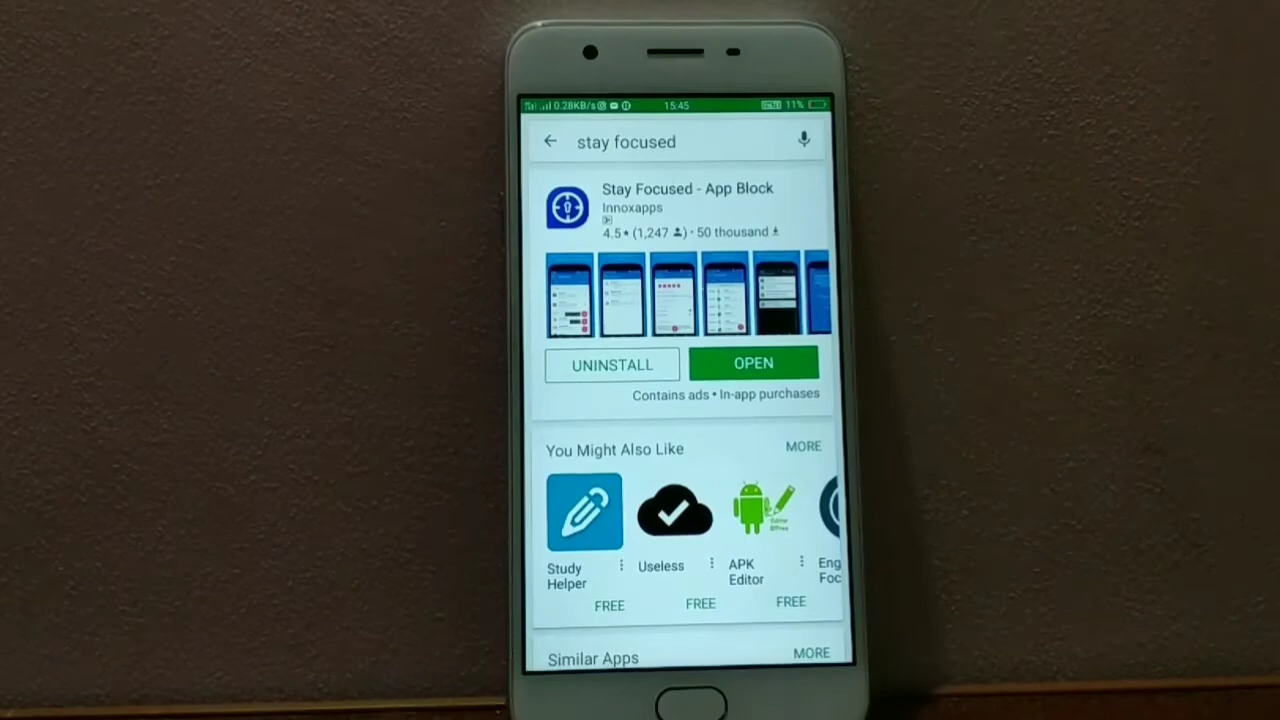 0.28KB/s 15:45 11%
stay focused
Stay Focused - App Block
Innoxapps
3+
4.5★ (1,247) • 50 thousand
UNINSTALL OPEN
Contains ads • In-app purchases
You Might Also Like MORE
Study Helper
Useless
APK Editor
Eng
Foc
FREE FREE FREE
Similar Apps MORE